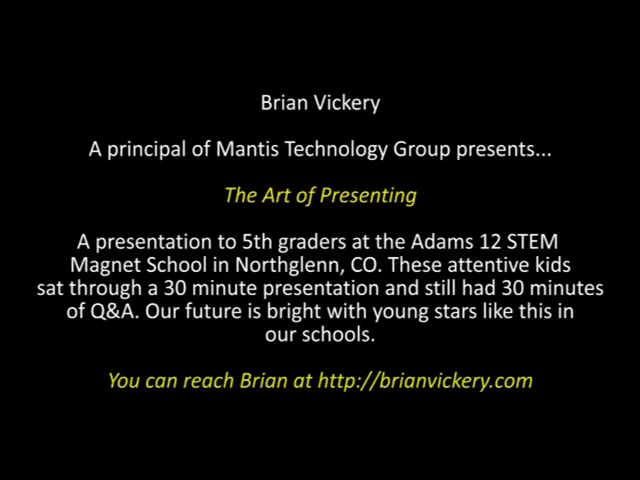 Brian Vickery
A principal of Mantis Technology Group presents...
The Art of Presenting
A presentation to 5th graders at the Adams 12 STEM
Magnet School in Northglenn, CO. These attentive kids
sat through a 30 minute presentation and still had 30 minutes
of Q&A. Our future is bright with young stars like this in
our schools.
You can reach Brian at http://brianvickery.com